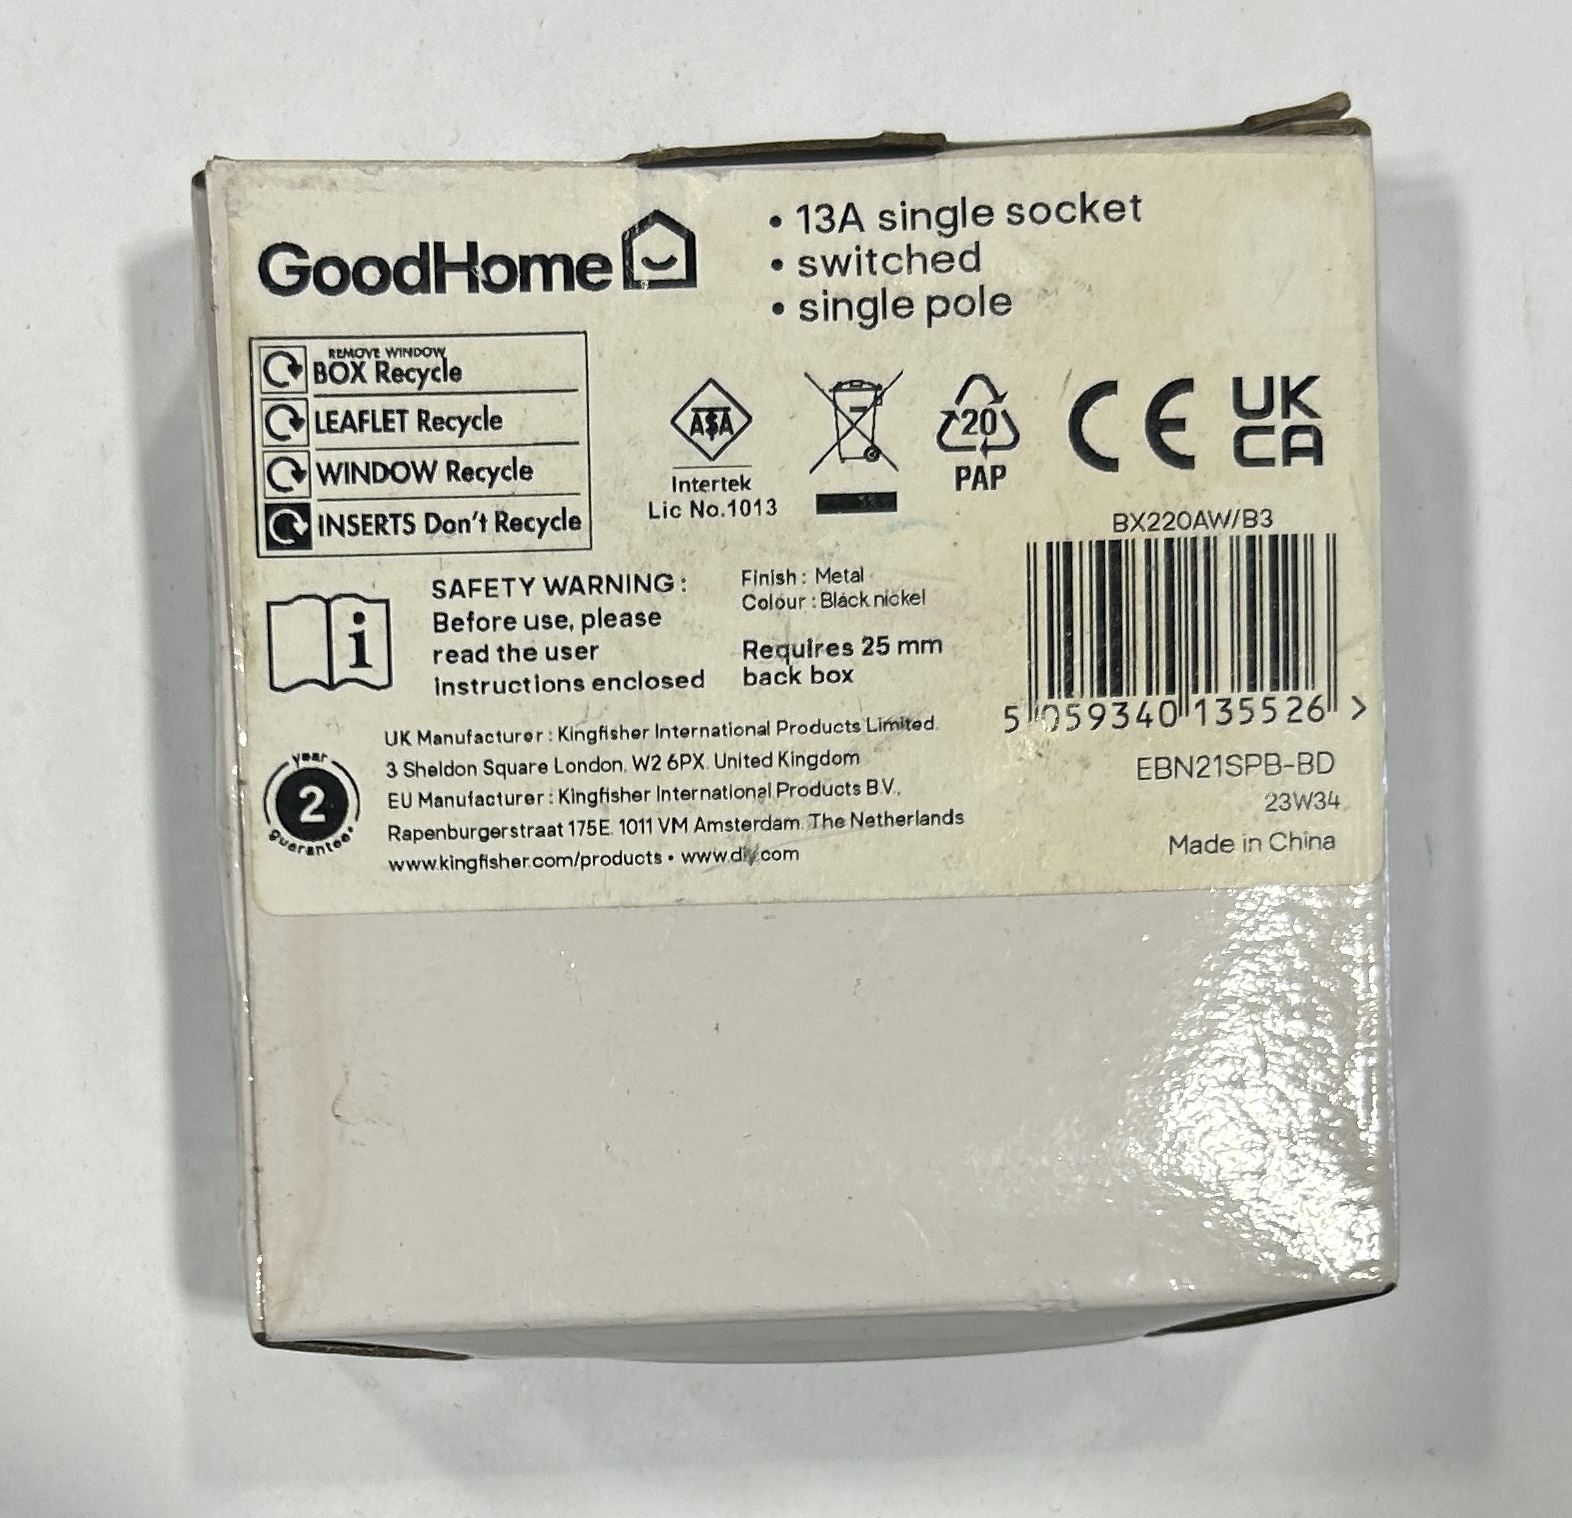 GoodHome
• 13A single socket
• switched
• single pole
REMOVE WINDOW
BOX Recycle
LEAFLET Recycle
WINDOW Recycle
INSERTS Don't Recycle
ASTA
Intertek
Lic No.1013
20
PAP
CE
UK
CA
BX220AW/B3
5 059340 135526 >
EBN21SPB-BD
23W34
Made in China
i
SAFETY WARNING :
Before use, please
read the user
instructions enclosed
Finish : Metal
Colour : Black nickel
Requires 25 mm
back box
year
2
guarantee
UK Manufacturer : Kingfisher International Products Limited.
3 Sheldon Square London, W2 6PX. United Kingdom
EU Manufacturer : Kingfisher International Products B.V.,
Rapenburgerstraat 175E, 1011 VM Amsterdam. The Netherlands
www.kingfisher.com/products • www.diy.com